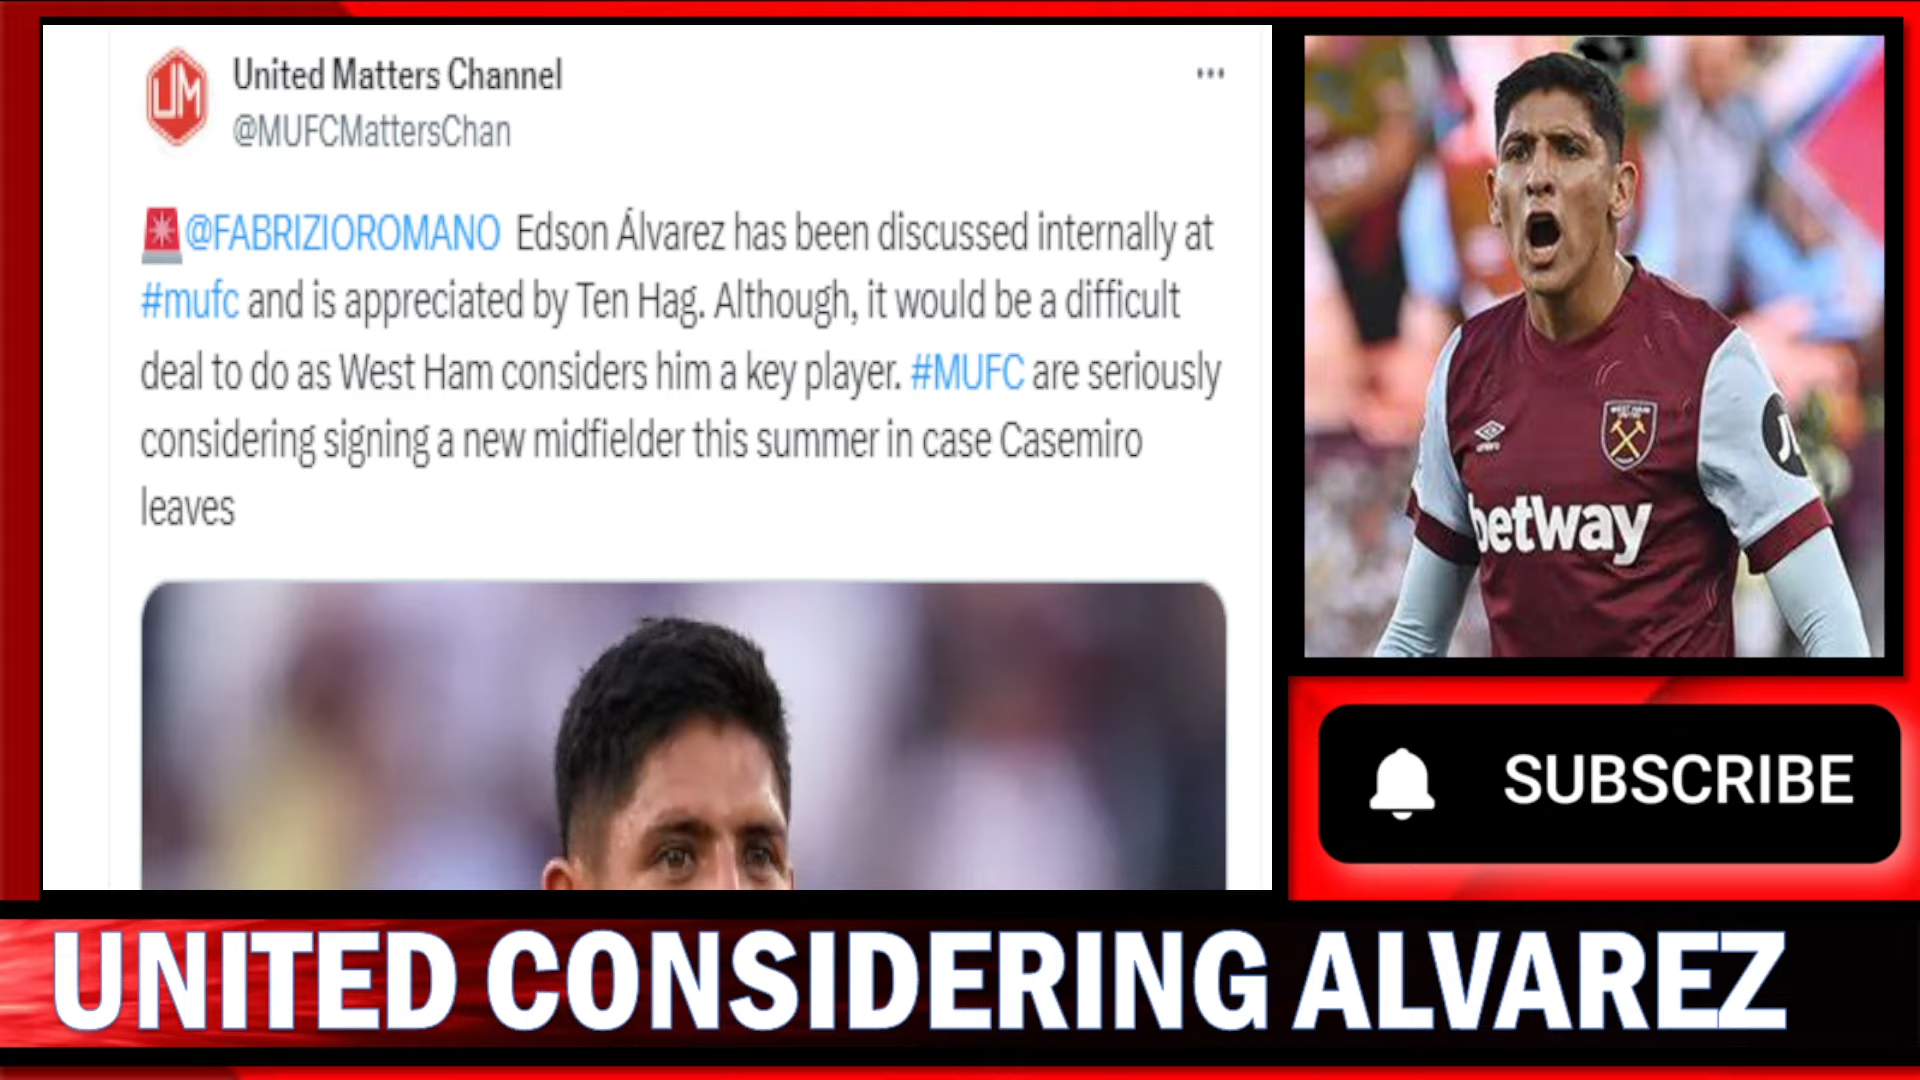 United Matters Channel
@MUFCMattersChan
@FABRIZIOROMANO Edson Álvarez has been discussed internally at
#mufc and is appreciated by Ten Hag. Although, it would be a difficult
deal to do as West Ham considers him a key player. #MUFC are seriously
considering signing a new midfielder this summer in case Casemiro
leaves
UM
betway
SUBSCRIBE
UNITED CONSIDERING ALVAREZ